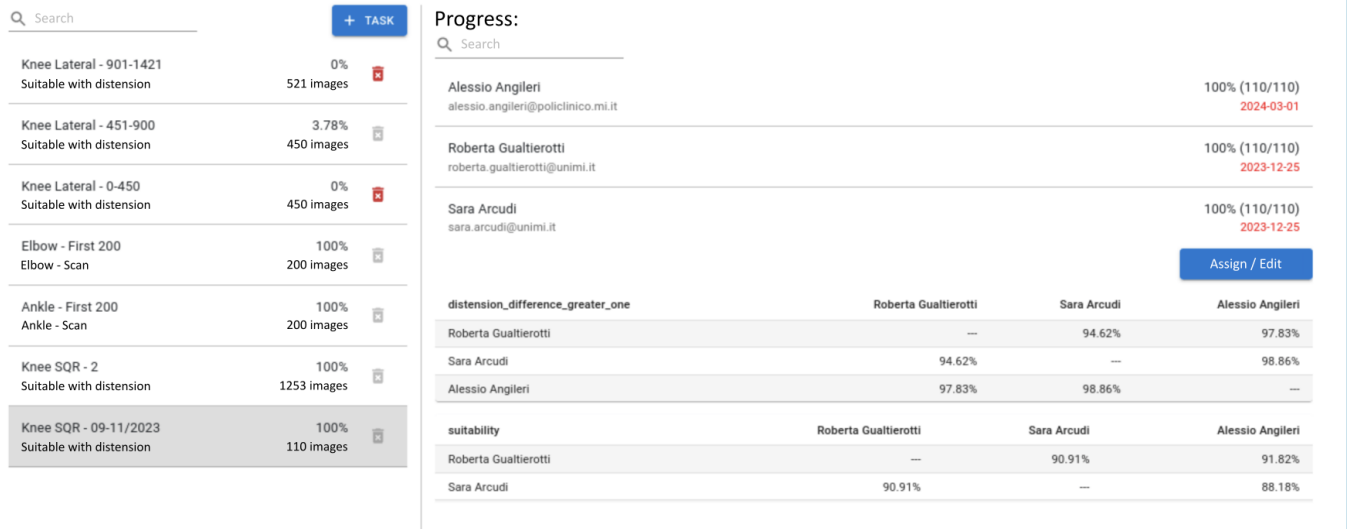 Search
+ TASK
Knee Lateral - 901-1421 0%
Suitable with distension 521 images
Knee Lateral - 451-900 3.78%
Suitable with distension 450 images
Knee Lateral - 0-450 0%
Suitable with distension 450 images
Elbow - First 200 100%
Elbow - Scan 200 images
Ankle - First 200 100%
Ankle - Scan 200 images
Knee SQR - 2 100%
Suitable with distension 1253 images
Knee SQR - 09-11/2023 100%
Suitable with distension 110 images
Progress:
Search
Alessio Angileri 100% (110/110)
alessio.angileri@policlinico.mi.it 2024-03-01
Roberta Gualtierotti 100% (110/110)
roberta.gualtierotti@unimi.it 2023-12-25
Sara Arcudi 100% (110/110)
sara.arcudi@unimi.it 2023-12-25
Assign / Edit
distension_difference_greater_one Roberta Gualtierotti Sara Arcudi Alessio Angileri
Roberta Gualtierotti --- 94.62% 97.83%
Sara Arcudi 94.62% --- 98.86%
Alessio Angileri 97.83% 98.86% ---
suitability Roberta Gualtierotti Sara Arcudi Alessio Angileri
Roberta Gualtierotti --- 90.91% 91.82%
Sara Arcudi 90.91% --- 88.18%